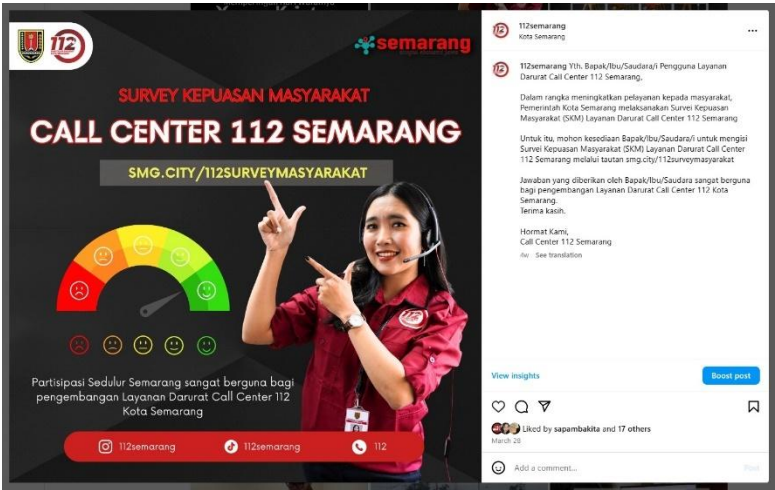 112
semarang
SURVEY KEPUASAN MASYARAKAT
CALL CENTER 112 SEMARANG
SMG.CITY/112SURVEYMASYARAKAT
Partisipasi Sedulur Semarang sangat berguna bagi
pengembangan Layanan Darurat Call Center 112
Kota Semarang
112semarang
112semarang
112
112semarang
Kota Semarang
112semarang Yth. Bapak/Ibu/Saudara/i Pengguna Layanan
Darurat Call Center 112 Semarang,
Dalam rangka meningkatkan pelayanan kepada masyarakat,
Pemerintah Kota Semarang melaksanakan Survei Kepuasan
Masyarakat (SKM) Layanan Darurat Call Center 112 Semarang
Untuk itu, mohon kesediaan Bapak/Ibu/Saudara/i untuk mengisi
Survei Kepuasan Masyarakat (SKM) Layanan Darurat Call Center
112 Semarang melalui tautan smg.city/112surveymasyarakat
Jawaban yang diberikan oleh Bapak/Ibu/Saudara sangat berguna
bagi pengembangan Layanan Darurat Call Center 112 Kota
Semarang.
Terima kasih.
Hormat Kami,
Call Center 112 Semarang
4w See translation
View insights
Boost post
Liked by sapambakita and 17 others
March 28
Add a comment...
Post